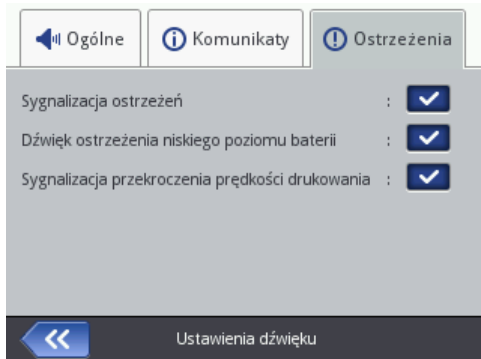 Ogólne
Komunikaty
Ostrzeżenia
Sygnalizacja ostrzeżeń :
Dźwięk ostrzeżenia niskiego poziomu baterii :
Sygnalizacja przekroczenia prędkości drukowania :
Ustawienia dźwięku